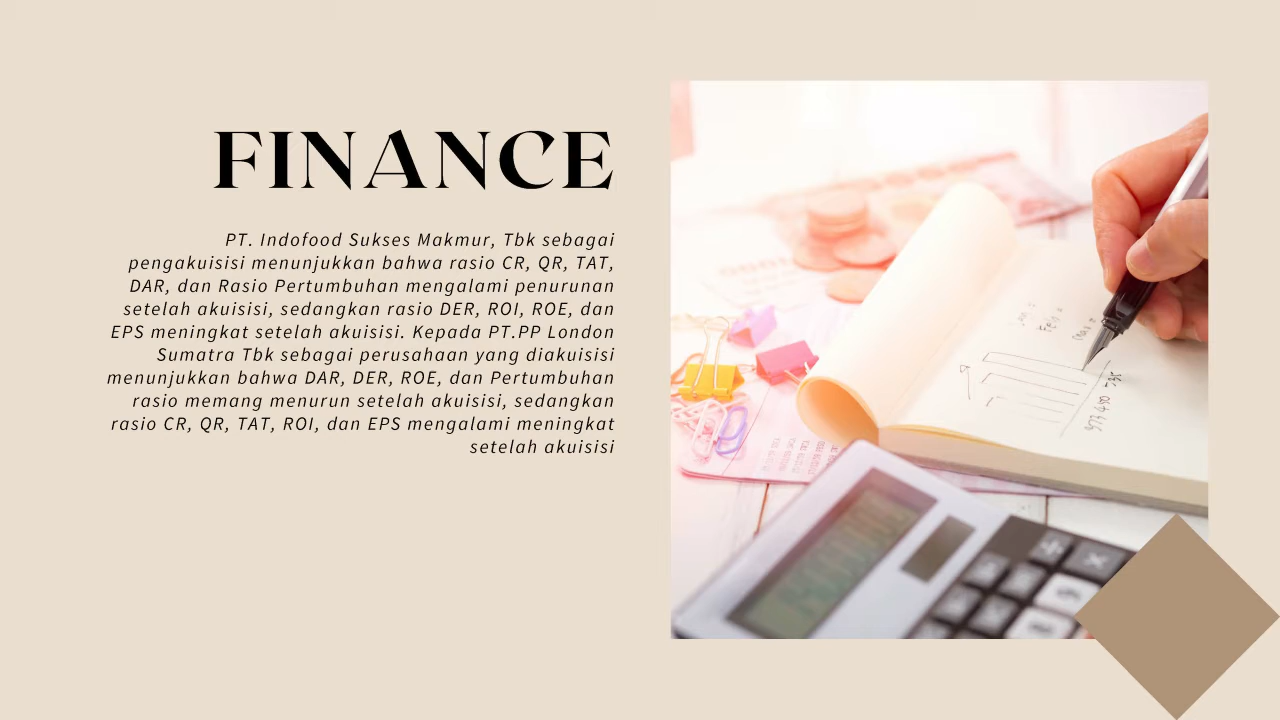 FINANCE
PT. Indofood Sukses Makmur, Tbk sebagai
pengakuisisi menunjukkan bahwa rasio CR, QR, TAT,
DAR, dan Rasio Pertumbuhan mengalami penurunan
setelah akuisisi, sedangkan rasio DER, ROI, ROE, dan
EPS meningkat setelah akuisisi. Kepada PT.PP London
Sumatra Tbk sebagai perusahaan yang diakuisisi
menunjukkan bahwa DAR, DER, ROE, dan Pertumbuhan
rasio memang menurun setelah akuisisi, sedangkan
rasio CR, QR, TAT, ROI, dan EPS mengalami meningkat
setelah akuisisi